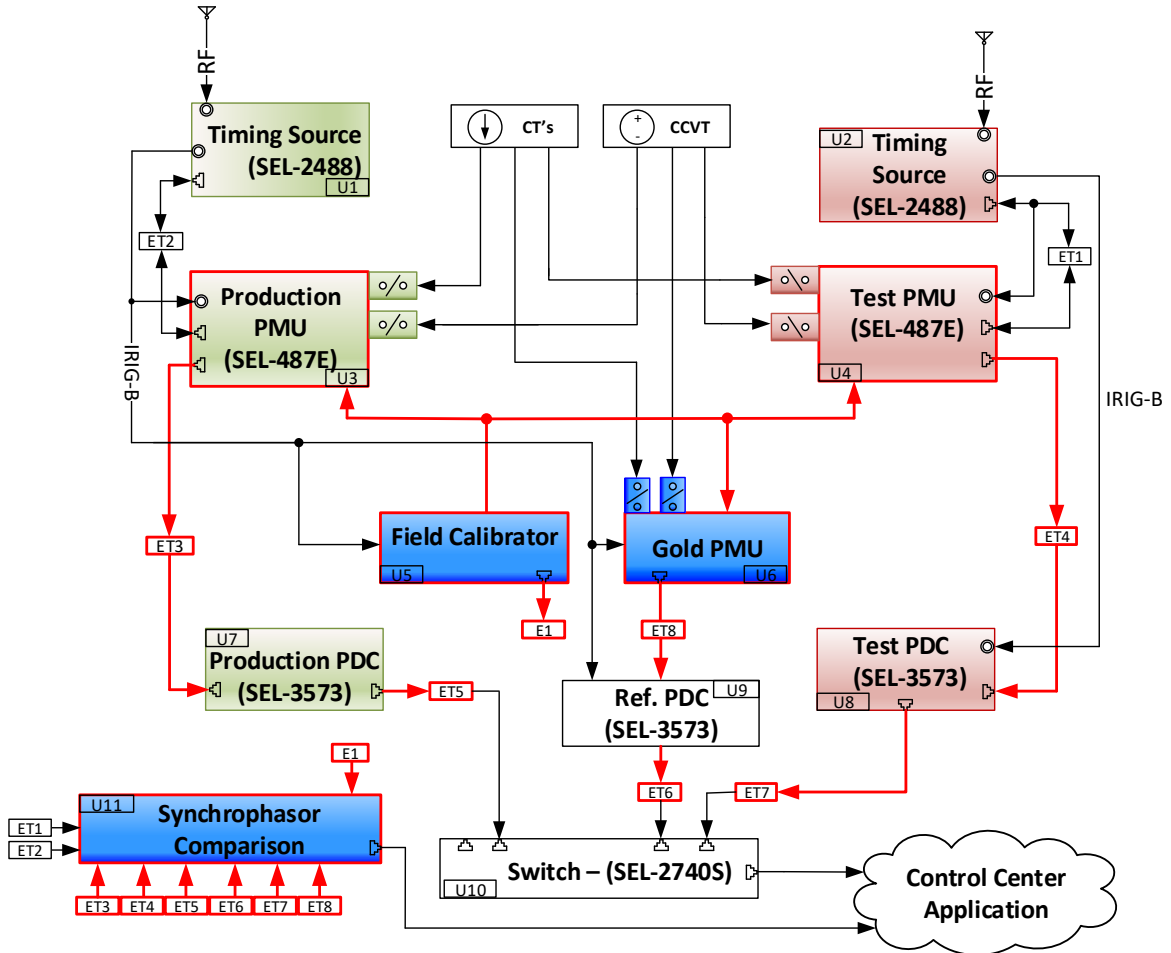 RF
RF
CT's
+
-
CCVT
Timing Source
(SEL-2488)
U1
U2
Timing
Source
(SEL-2488)
ET2
ET1
Production
PMU
(SEL-487E)
U3
Test PMU
(SEL-487E)
U4
IRIG-B
IRIG-B
Field Calibrator
U5
Gold PMU
U6
ET3
ET4
E1
ET8
U7
Production PDC
(SEL-3573)
ET5
U9
Ref. PDC
(SEL-3573)
Test PDC
(SEL-3573)
U8
E1
ET6
ET7
U11
Synchrophasor
Comparison
ET1
ET2
ET3
ET4
ET5
ET6
ET7
ET8
Switch – (SEL-2740S)
U10
Control Center
Application